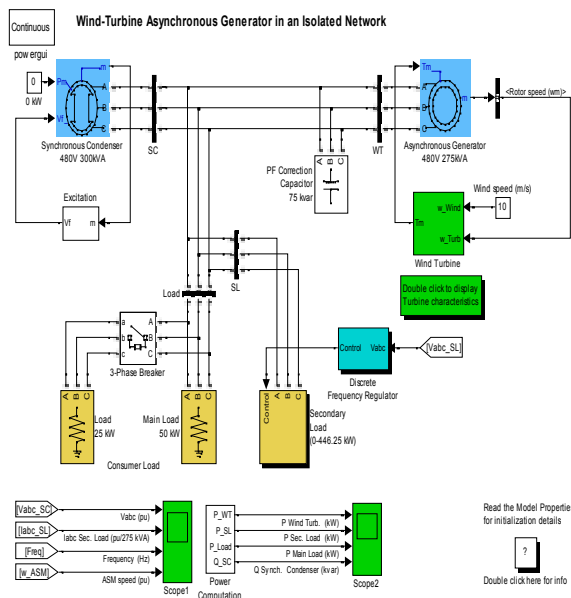 Wind-Turbine Asynchronous Generator in an Isolated Network
Continuous
pow ergui
0
0 kW
Pm
Vf
m
A
B
C
Synchronous Condenser
480V 300kVA
SC
WT
Tm
m
A
B
C
Asynchronous Generator
480V 275kVA
<Rotor speed (wm)>
A B C
PF Correction
Capacitor
75 kvar
Excitation
Vf m
Wind speed (m/s)
10
w_Wind
Tm
w_Turb
Wind Turbine
Double click to display
Turbine characteristics
SL
Load
a A
b B
c C
3-Phase Breaker
Control Vabc
[Vabc_SL]
Discrete
Frequency Regulator
A B C
Load
25 kW
A B C
Main Load
50 kW
Control A B C
Secondary
Load
(0-446.25 kW)
Consumer Load
[Vabc_SC]
Vabc (pu)
[Iabc_SL]
Iabc Sec. Load (pu/275 kVA)
[Freq]
Frequency (Hz)
[w_ASM]
ASM speed (pu)
Scope1
P_WT
P Wind Turb. (kW)
P_SL
P Sec. Load (kW)
P_Load
P Main Load (kW)
Q_SC
Q Synch. Condenser (kvar)
Power
Computation
Scope2
Read the Model Propertie
for initialization details
?
Double click here for info